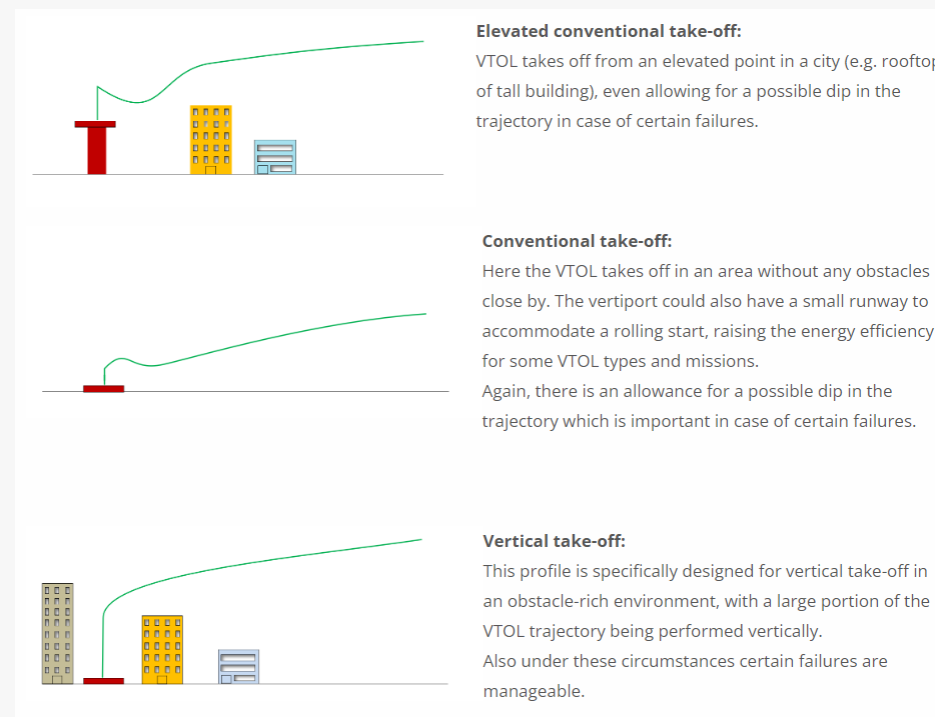 Elevated conventional take-off:
VTOL takes off from an elevated point in a city (e.g. rooftop
of tall building), even allowing for a possible dip in the
trajectory in case of certain failures.
Conventional take-off:
Here the VTOL takes off in an area without any obstacles
close by. The vertiport could also have a small runway to
accommodate a rolling start, raising the energy efficiency
for some VTOL types and missions.
Again, there is an allowance for a possible dip in the
trajectory which is important in case of certain failures.
Vertical take-off:
This profile is specifically designed for vertical take-off in
an obstacle-rich environment, with a large portion of the
VTOL trajectory being performed vertically.
Also under these circumstances certain failures are
manageable.